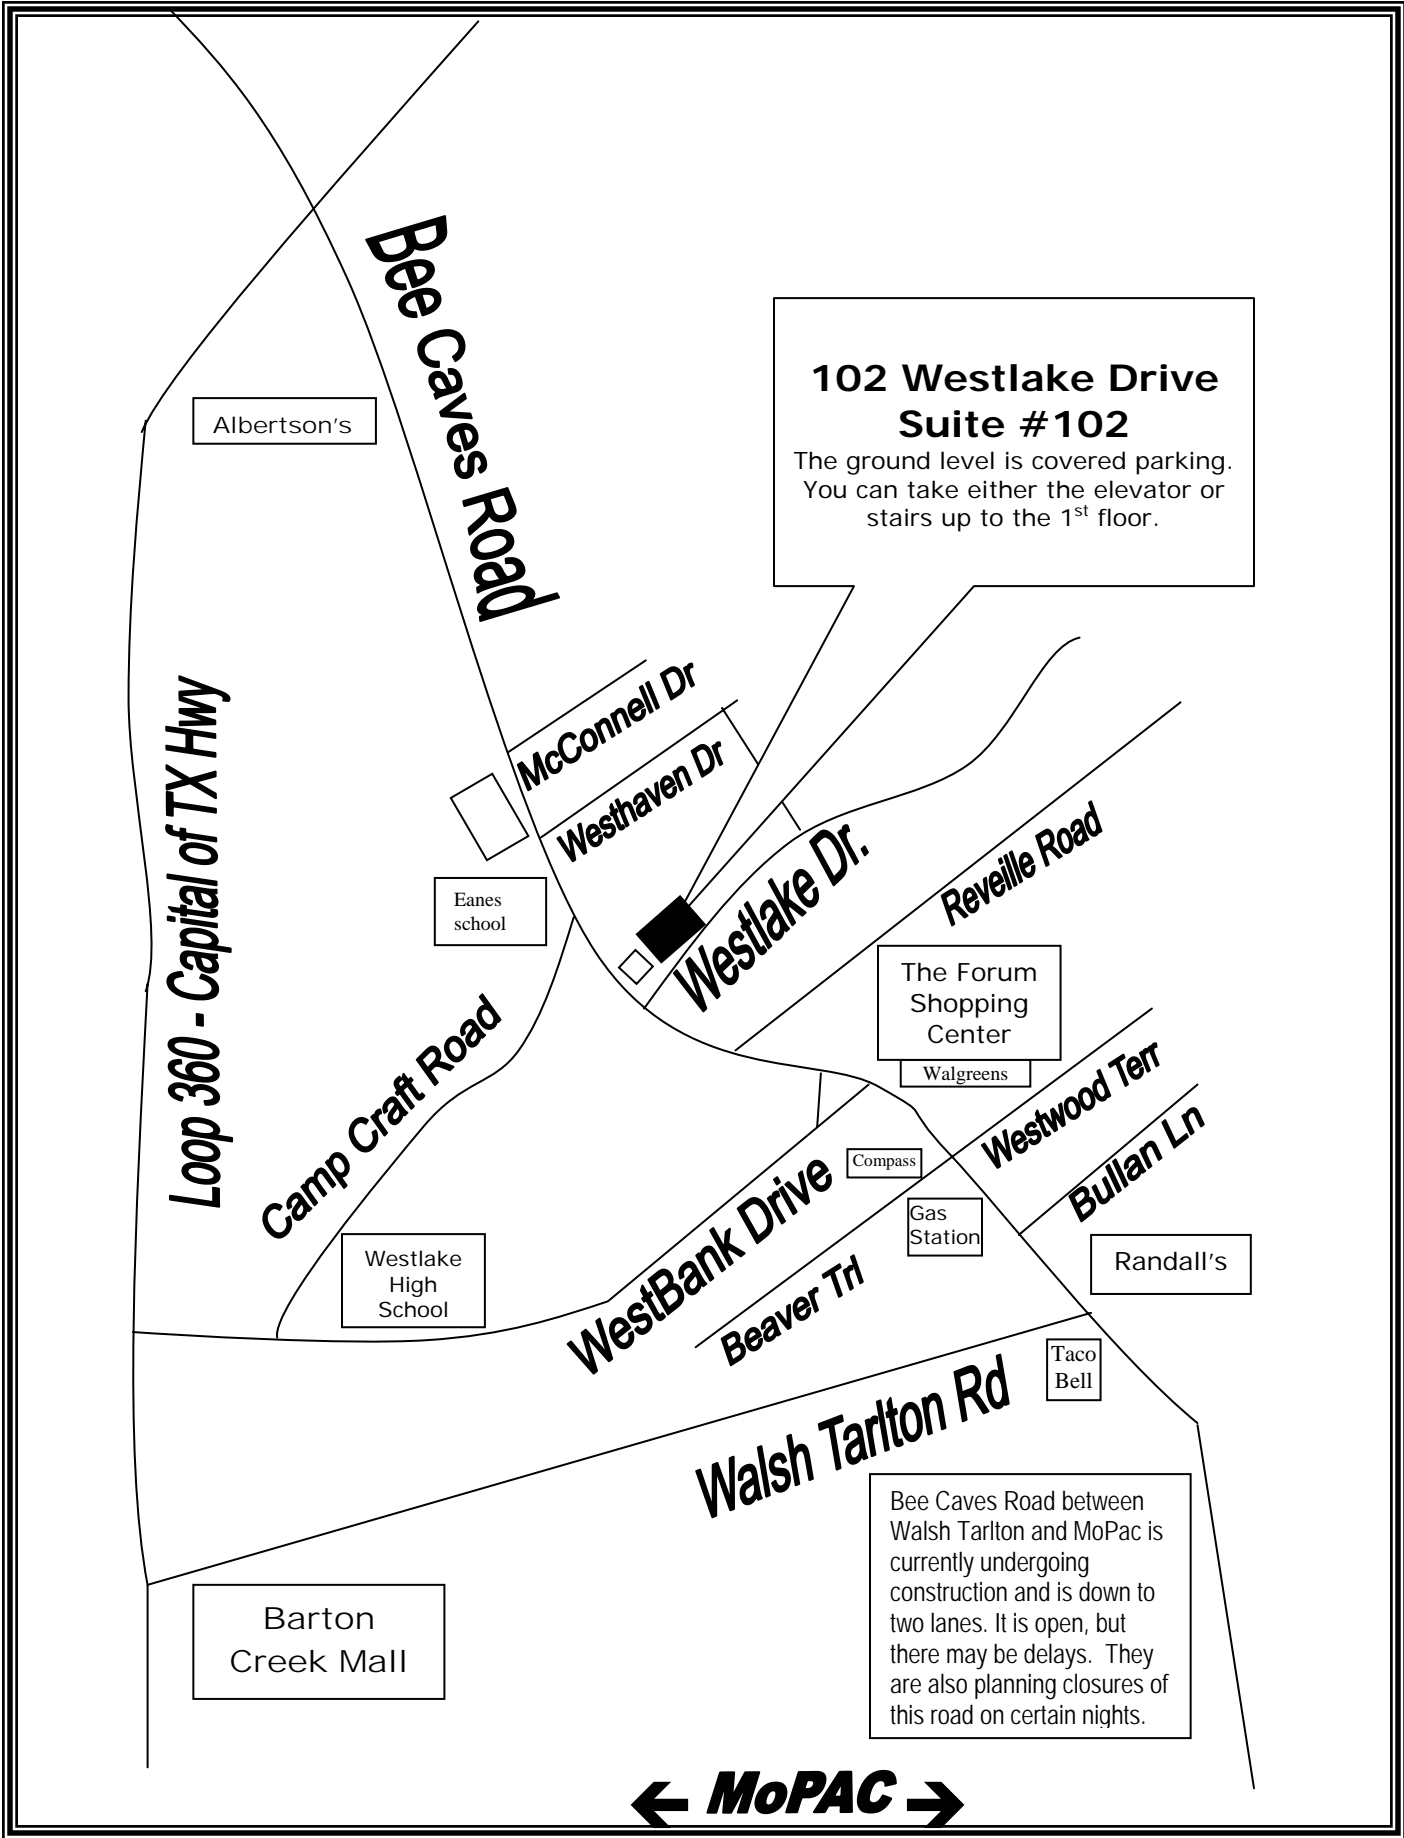 Bee Caves Road
102 Westlake Drive
Suite #102
The ground level is covered parking.
You can take either the elevator or
stairs up to the 1st floor.
Albertson's
Loop 360 - Capital of TX Hwy
McConnell Dr
Westhaven Dr
Westlake Dr.
Reveille Road
Eanes
school
The Forum
Shopping
Center
Walgreens
Camp Craft Road
Westwood Terr
Bullan Ln
Compass
WestBank Drive
Gas
Station
Westlake
High
School
Beaver Trl
Randall's
Taco
Bell
Walsh Tarlton Rd
Bee Caves Road between
Walsh Tarlton and MoPac is
currently undergoing
construction and is down to
two lanes. It is open, but
there may be delays.  They
are also planning closures of
this road on certain nights.
Barton
Creek Mall
← MoPAC →